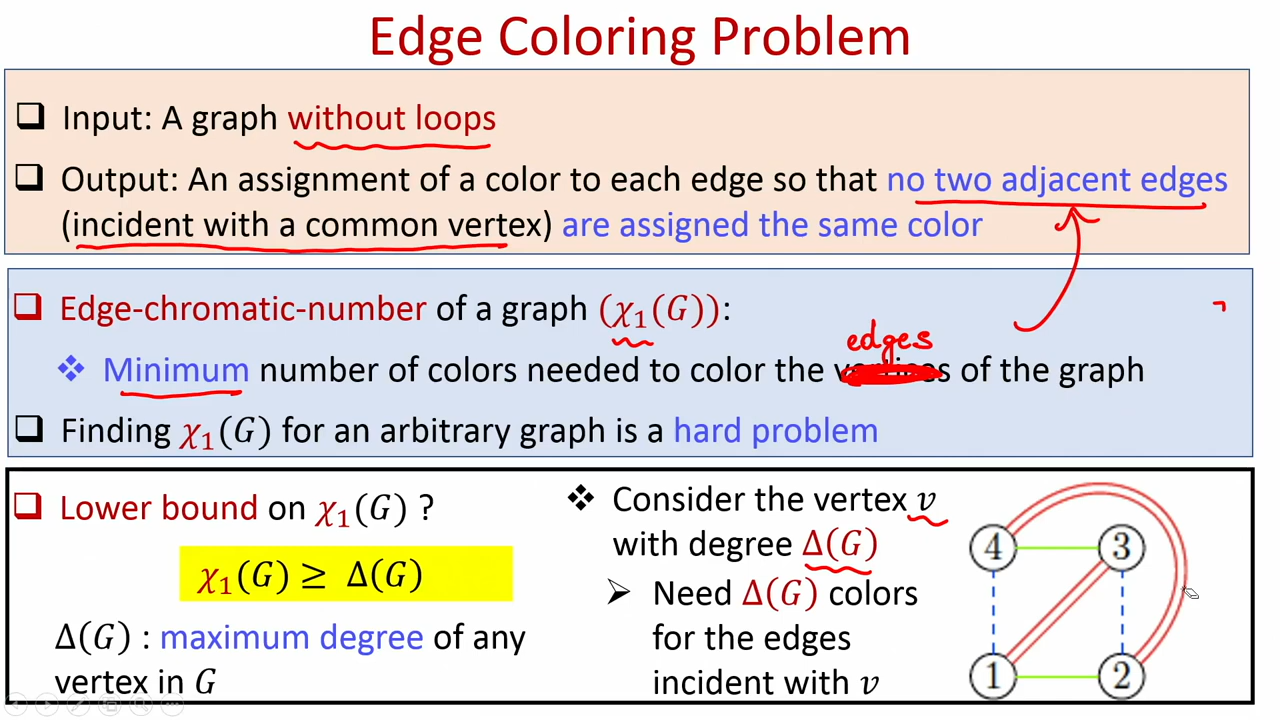 Edge Coloring Problem
❑ Input: A graph without loops
❑ Output: An assignment of a color to each edge so that no two adjacent edges
(incident with a common vertex) are assigned the same color
❑ Edge-chromatic-number of a graph (χ₁(G)):
edges
❖ Minimum number of colors needed to color the vertices of the graph
❑ Finding χ₁(G) for an arbitrary graph is a hard problem
❑ Lower bound on χ₁(G) ?
χ₁(G) ≥ Δ(G)
Δ(G) : maximum degree of any
vertex in G
❖ Consider the vertex v
with degree Δ(G)
➢ Need Δ(G) colors
for the edges
incident with v
4 3
1 2